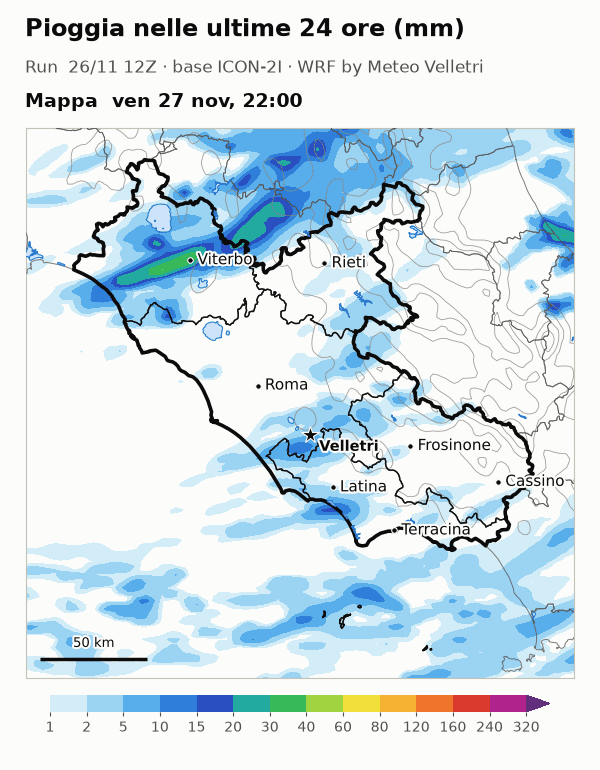 Pioggia nelle ultime 24 ore (mm)
Run  26/11 12Z · base ICON-2I · WRF by Meteo Velletri
Mappa  ven 27 nov, 22:00
Viterbo
Rieti
Roma
Velletri
Frosinone
Cassino
Latina
Terracina
50 km
1 2 5 10 15 20 30 40 60 80 120 160 240 320